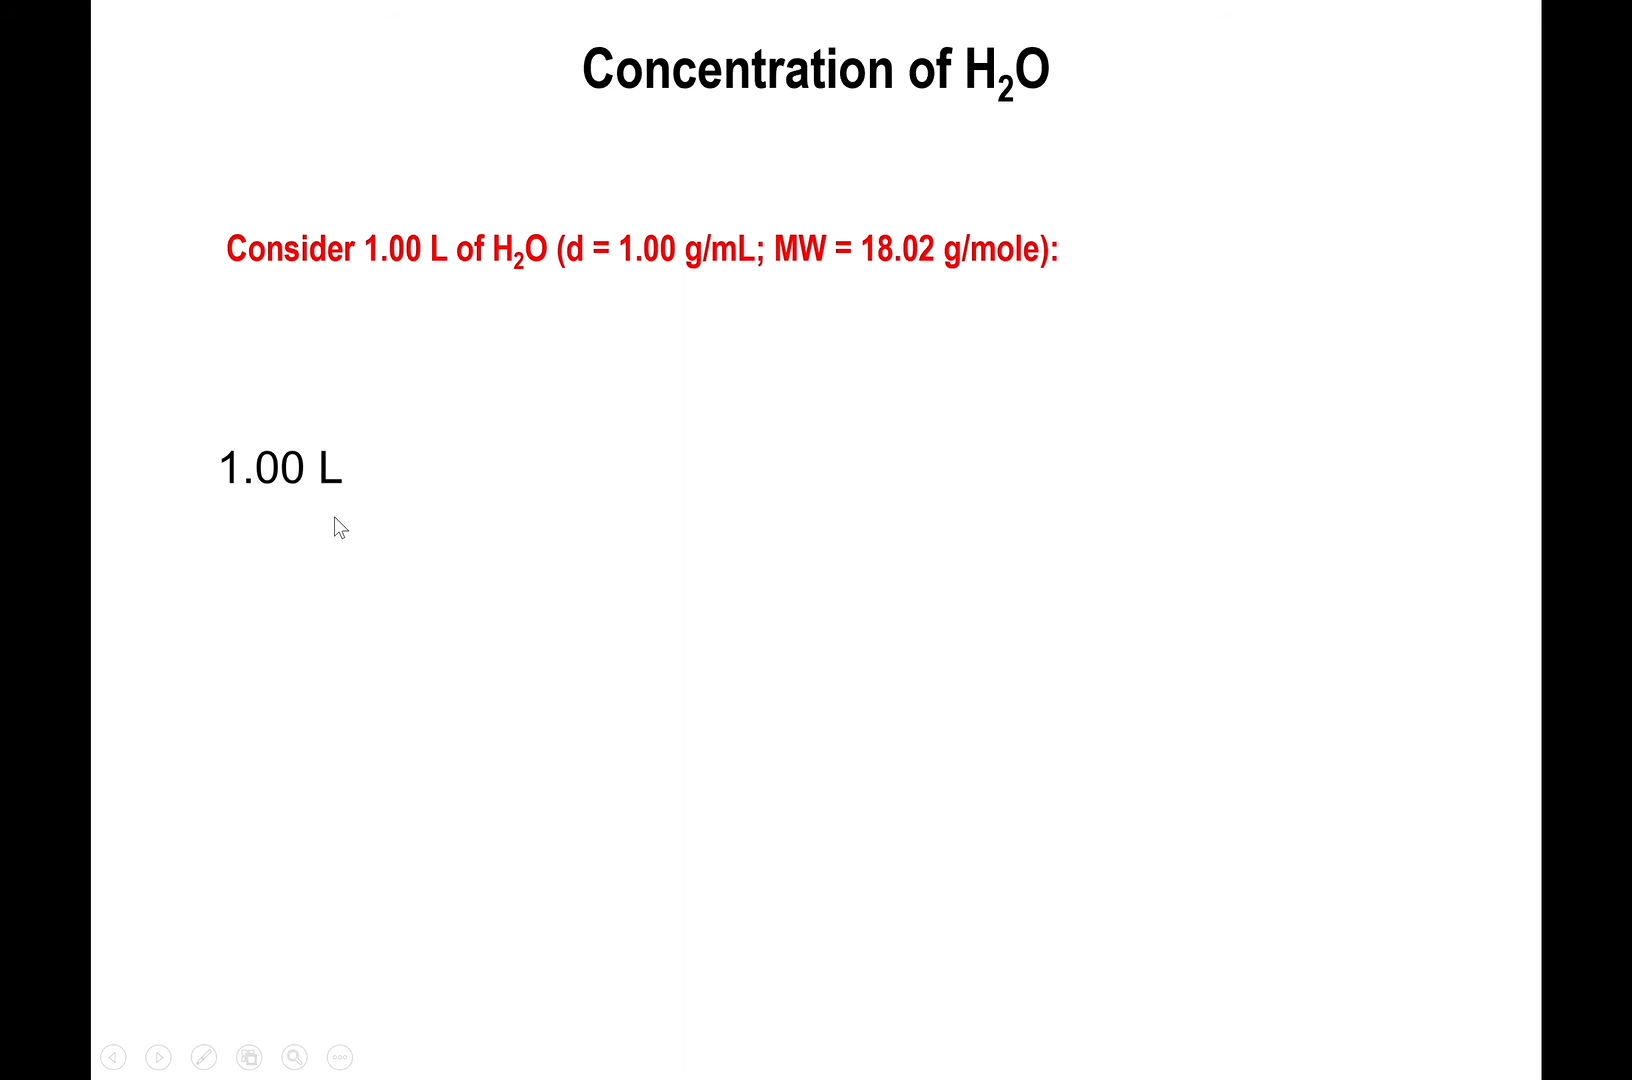 Concentration of H₂O
Consider 1.00 L of H₂O (d = 1.00 g/mL; MW = 18.02 g/mole):
1.00 L